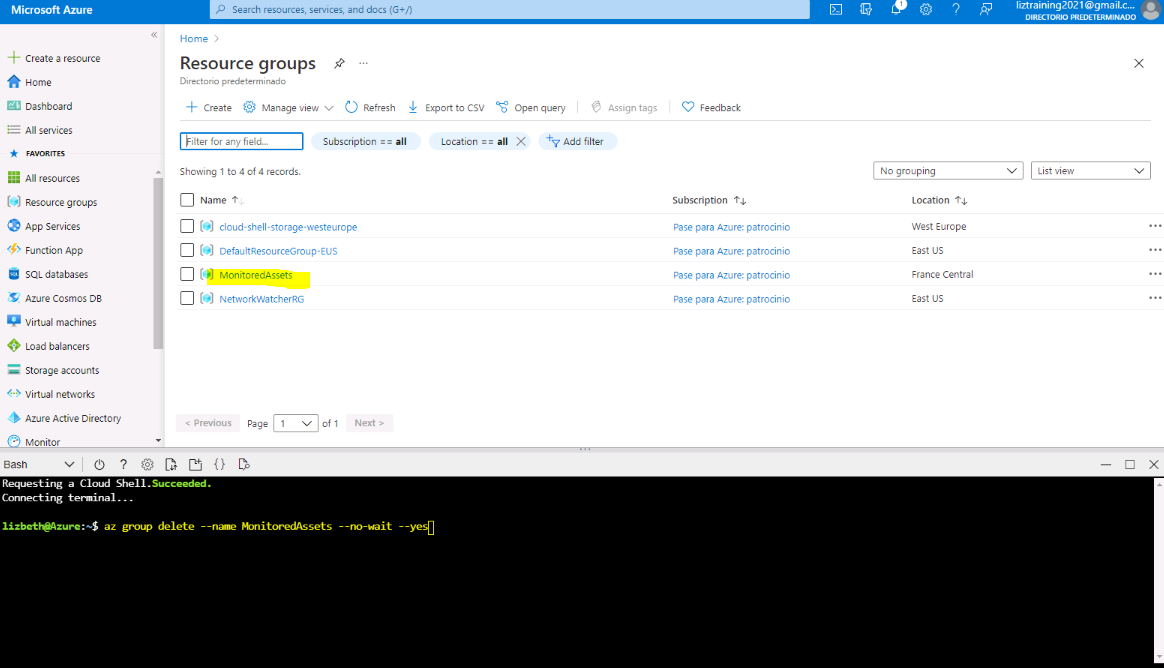 Microsoft Azure
Search resources, services, and docs (G+/)
1
liztraining2021@gmail.c...
DIRECTORIO PREDETERMINADO
«
Create a resource
Home
Dashboard
All services
FAVORITES
All resources
Resource groups
App Services
Function App
SQL databases
Azure Cosmos DB
Virtual machines
Load balancers
Storage accounts
Virtual networks
Azure Active Directory
Monitor
Home >
Resource groups ...
Directorio predeterminado
Create Manage view Refresh Export to CSV Open query Assign tags Feedback
Filter for any field... Subscription == all Location == all Add filter
Showing 1 to 4 of 4 records. No grouping List view
Name Subscription Location
cloud-shell-storage-westeurope Pase para Azure: patrocinio West Europe
DefaultResourceGroup-EUS Pase para Azure: patrocinio East US
MonitoredAssets Pase para Azure: patrocinio France Central
NetworkWatcherRG Pase para Azure: patrocinio East US
< Previous Page 1 of 1 Next >
Bash ? {}
Requesting a Cloud Shell.Succeeded.
Connecting terminal...
lizbeth@Azure:~$ az group delete --name MonitoredAssets --no-wait --yes